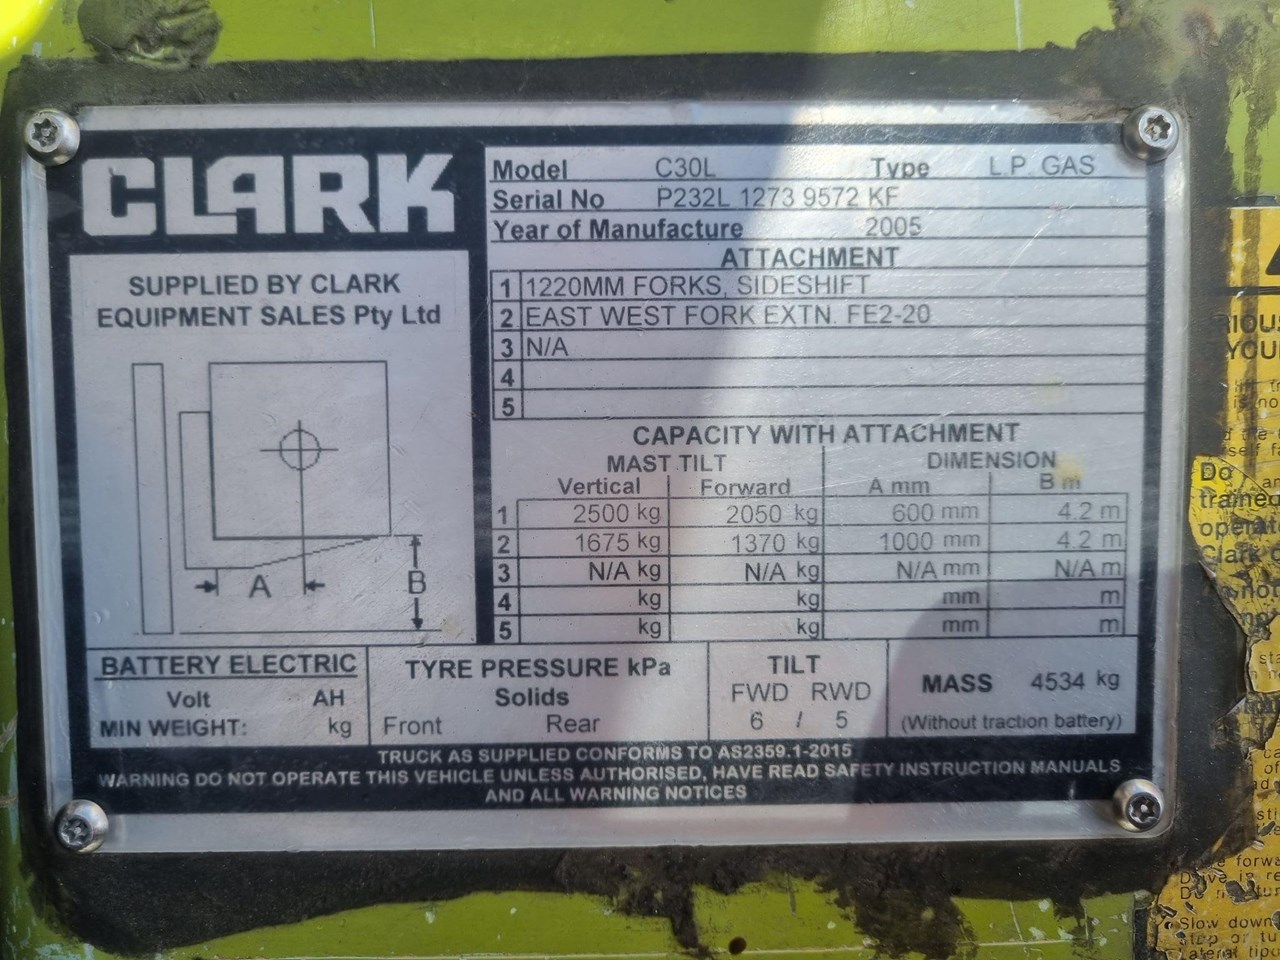 CLARK
SUPPLIED BY CLARK
EQUIPMENT SALES Pty Ltd
A
B
Model C30L Type L.P. GAS
Serial No P232L 1273 9572 KF
Year of Manufacture 2005
ATTACHMENT
1 1220MM FORKS, SIDESHIFT
2 EAST WEST FORK EXTN. FE2-20
3 N/A
4
5
CAPACITY WITH ATTACHMENT
MAST TILT DIMENSION
Vertical Forward A mm B m
1 2500 kg 2050 kg 600 mm 4.2 m
2 1675 kg 1370 kg 1000 mm 4.2 m
3 N/A kg N/A kg N/A mm N/A m
4 kg kg mm m
5 kg kg mm m
BATTERY ELECTRIC
Volt AH
MIN WEIGHT: kg
TYRE PRESSURE kPa
Solids
Front Rear
TILT
FWD RWD
6 / 5
MASS 4534 kg
(Without traction battery)
TRUCK AS SUPPLIED CONFORMS TO AS2359.1-2015
WARNING DO NOT OPERATE THIS VEHICLE UNLESS AUTHORISED, HAVE READ SAFETY INSTRUCTION MANUALS
AND ALL WARNING NOTICES
YOU
is no
Do
Clark
Slow down